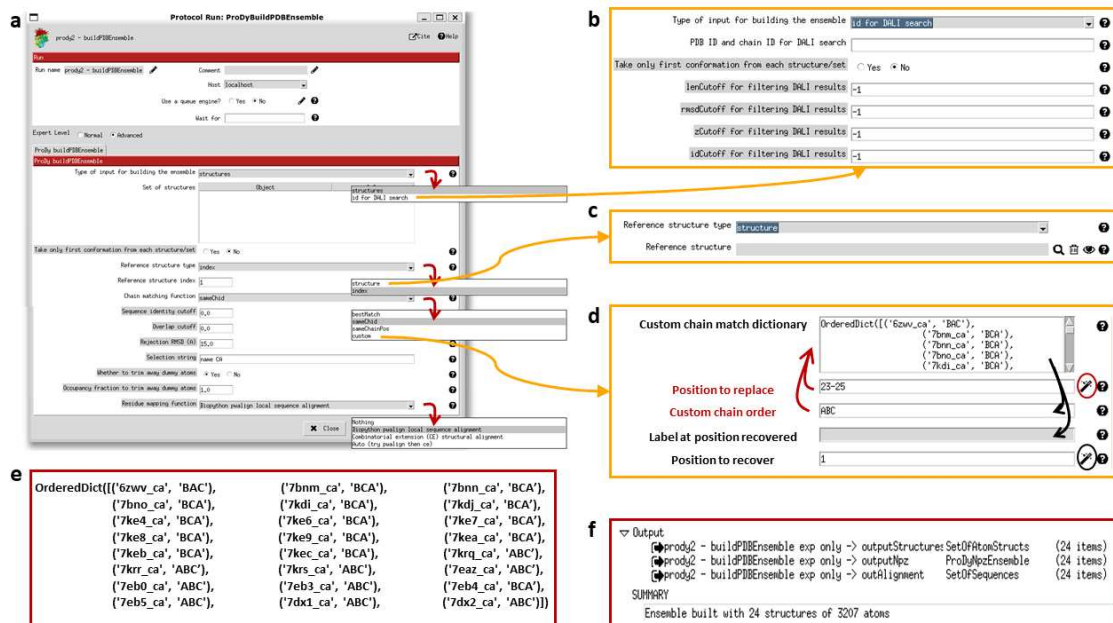 a
Protocol Run: ProDyBuildPDBEnsemble
prody2 - buildPDBEnsemble
Cite Help
Run
Run name prody2 - buildPDBEnsemble Comment
Host localhost
Use a queue engine? Yes No
Wait for
Expert Level Normal Advanced
ProDy buildPDBEnsemble
ProDy buildPDBEnsemble
Type of input for building the ensemble structures
Set of structures Object
structures
id for DALI search
Take only first conformation from each structure/set Yes No
Reference structure type index
Reference structure index 1
structure
index
Chain matching function sameChid
Sequence identity cutoff 0.0
bestMatch
sameChid
sameChainPos
custom
Overlap cutoff 0.0
Rejection RMSD (A) 15.0
Selection string name CA
Whether to trim away dummy atoms Yes No
Occupancy fraction to trim away dummy atoms 1.0
Residue mapping function Biopython pwalign local sequence alignment
Close
Nothing
Biopython pwalign local sequence alignment
Combinatorial extension (CE) structural alignment
Auto (try pwalign then ce)
b
Type of input for building the ensemble id for DALI search
PDB ID and chain ID for DALI search
Take only first conformation from each structure/set Yes No
lenCutoff for filtering DALI results -1
rmsdCutoff for filtering DALI results -1
zCutoff for filtering DALI results -1
idCutoff for filtering DALI results -1
c
Reference structure type structure
Reference structure
d
Custom chain match dictionary OrderedDict([('6zwv_ca', 'BAC'),
('7bnm_ca', 'BCA'),
('7bnn_ca', 'BCA'),
('7bno_ca', 'BCA'),
('7kdi_ca', 'BCA'),
Position to replace 23-25
Custom chain order ABC
Label at position recovered
Position to recover 1
e
OrderedDict([('6zwv_ca', 'BAC'), ('7bnm_ca', 'BCA'), ('7bnn_ca', 'BCA'),
('7bno_ca', 'BCA'), ('7kdi_ca', 'BCA'), ('7kdj_ca', 'BCA'),
('7ke4_ca', 'BCA'), ('7ke6_ca', 'BCA'), ('7ke7_ca', 'BCA'),
('7ke8_ca', 'BCA'), ('7ke9_ca', 'BCA'), ('7kea_ca', 'BCA'),
('7keb_ca', 'BCA'), ('7kec_ca', 'BCA'), ('7krq_ca', 'ABC'),
('7krr_ca', 'ABC'), ('7krs_ca', 'ABC'), ('7eaz_ca', 'ABC'),
('7eb0_ca', 'ABC'), ('7eb3_ca', 'ABC'), ('7eb4_ca', 'BCA'),
('7eb5_ca', 'ABC'), ('7dx1_ca', 'ABC'), ('7dx2_ca', 'ABC')])
f
Output
prody2 - buildPDBEnsemble exp only -> outputStructures SetOfAtomStructs (24 items)
prody2 - buildPDBEnsemble exp only -> outputNpz ProDyNpzEnsemble (24 items)
prody2 - buildPDBEnsemble exp only -> outAlignment SetOfSequences (24 items)
SUMMARY
Ensemble built with 24 structures of 3207 atoms